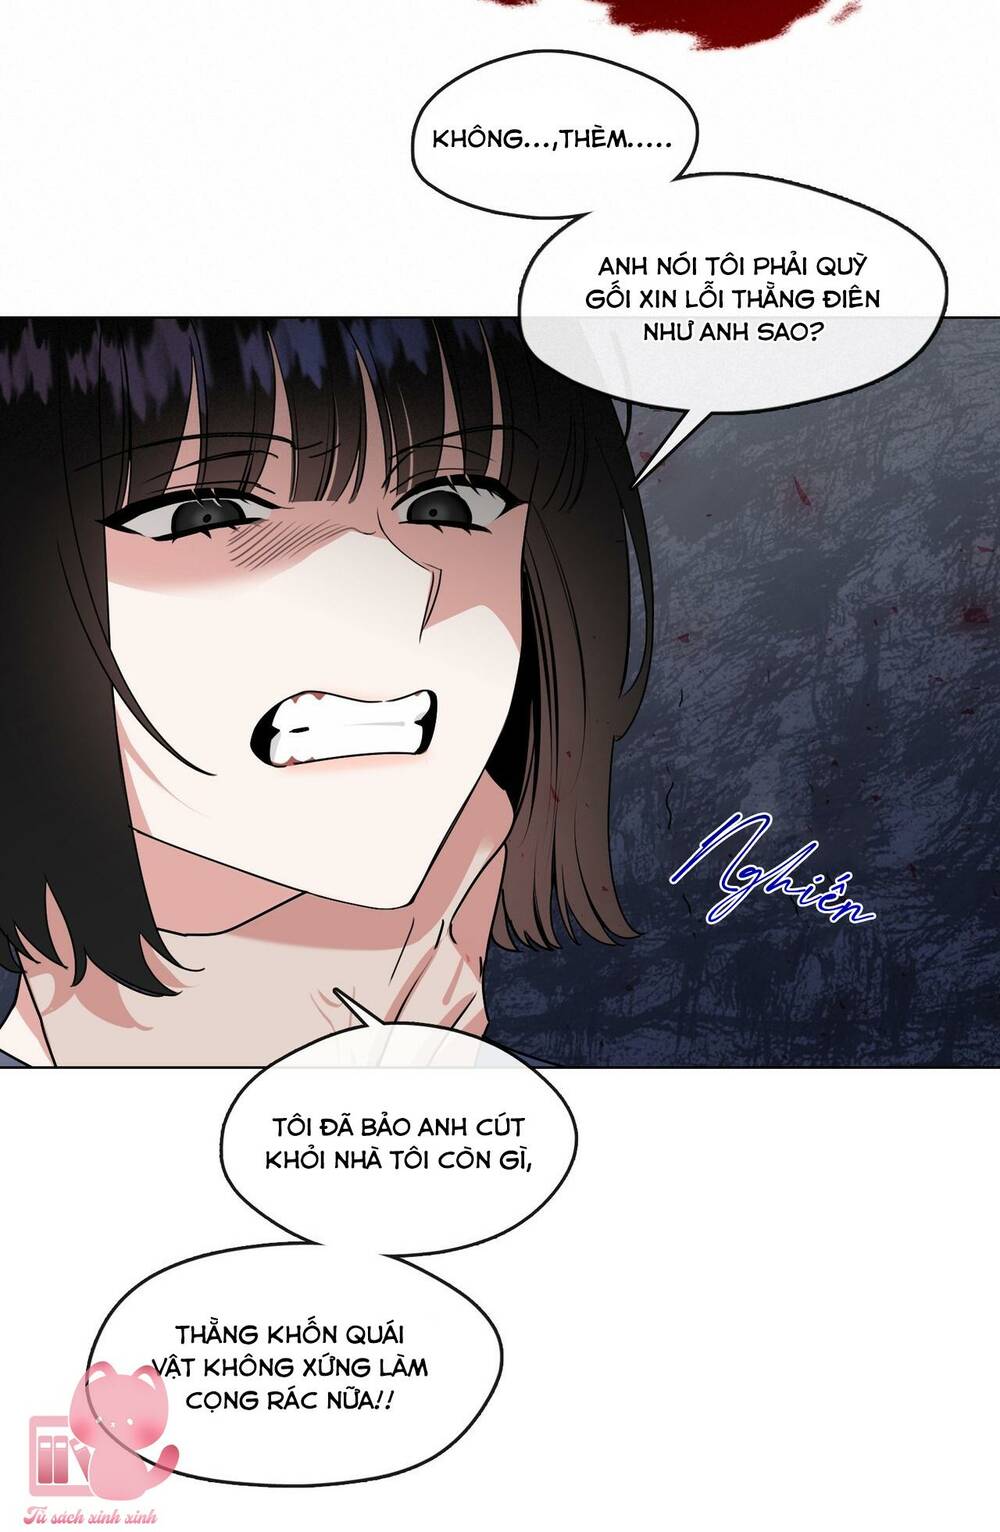 KHÔNG...,THÈM.....
ANH NÓI TÔI PHẢI QUỲ
GỐI XIN LỖI THẰNG ĐIÊN
NHƯ ANH SAO?
Nghiến
TÔI ĐÃ BẢO ANH CÚT
KHỎI NHÀ TÔI CÒN GÌ,
THẰNG KHỐN QUÁI
VẬT KHÔNG XỨNG LÀM
CỌNG RÁC NỮA!!
Tủ sách xinh xinh